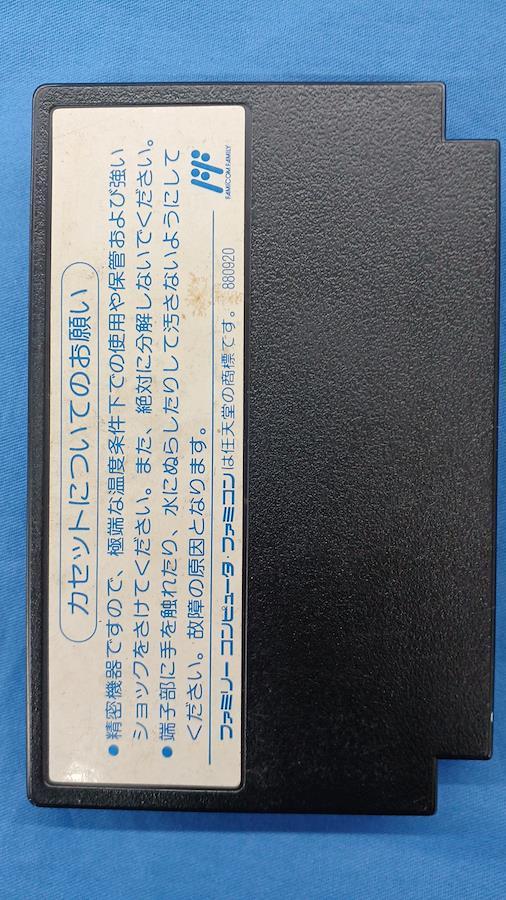 カセットについてのお願い
●精密機器ですので、極端な温度条件下での使用や保管および強い
ショックをさけてください。また、絶対に分解しないでください。
●端子部に手を触れたり、水にぬらしたりして汚さないようにして
ください。故障の原因となります。
ファミリー コンピュータ・ファミコンは任天堂の商標です。 880920
FAMICOM FAMILY